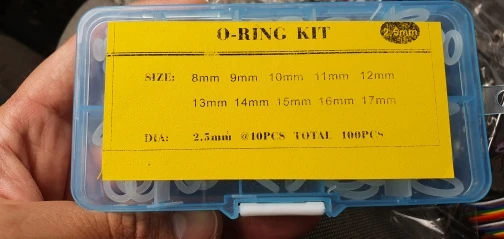 O-RING KIT
2.5mm
SIZE: 8mm 9mm 10mm 11mm 12mm
13mm 14mm 15mm 16mm 17mm
DIA: 2.5mm @10PCS TOTAL 100PCS